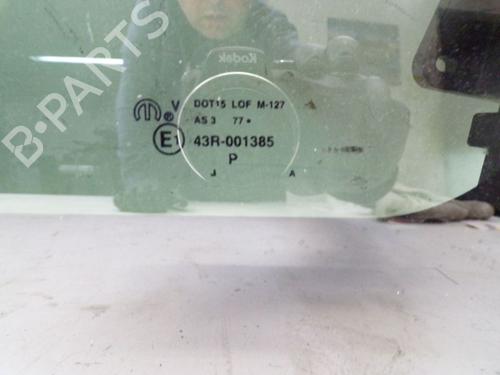 B-PARTS
Kodak
V DOT15 LOF M-127
AS 3 77•
E1 43R-001385
P
J A